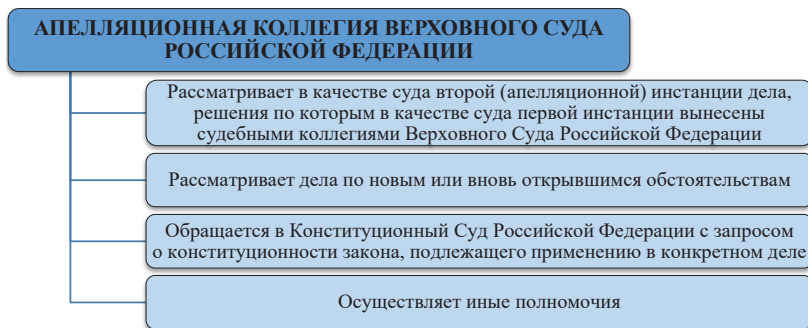 АПЕЛЛЯЦИОННАЯ КОЛЛЕГИЯ ВЕРХОВНОГО СУДА
РОССИЙСКОЙ ФЕДЕРАЦИИ
Рассматривает в качестве суда второй (апелляционной) инстанции дела,
решения по которым в качестве суда первой инстанции вынесены
судебными коллегиями Верховного Суда Российской Федерации
Рассматривает дела по новым или вновь открывшимся обстоятельствам
Обращается в Конституционный Суд Российской Федерации с запросом
о конституционности закона, подлежащего применению в конкретном деле
Осуществляет иные полномочия